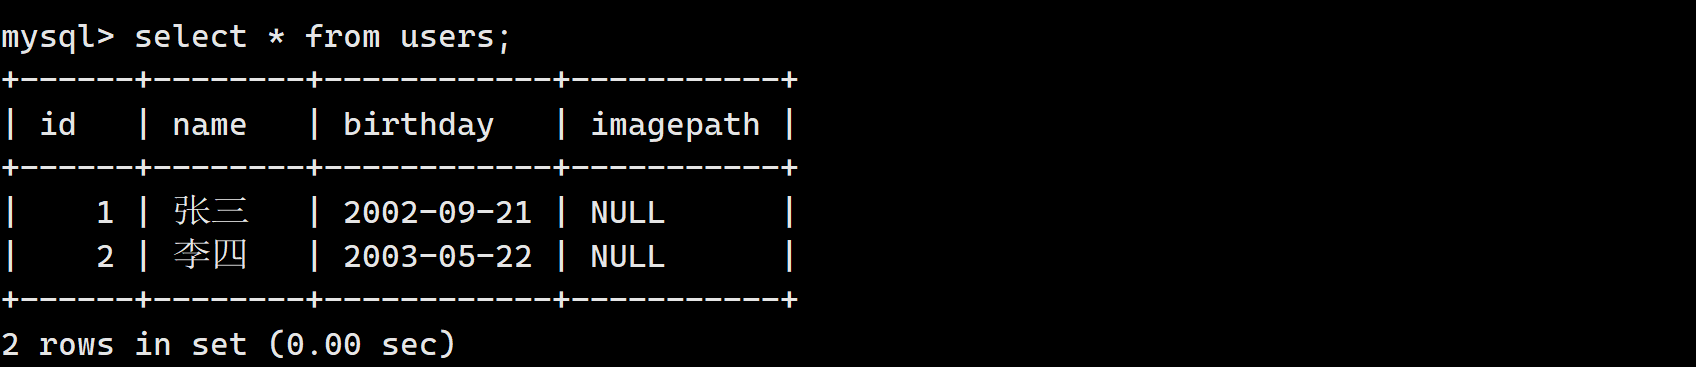 mysql> select * from users;
+------+--------+------------+-----------+
| id   | name   | birthday   | imagepath |
+------+--------+------------+-----------+
|    1 | 张三   | 2002-09-21 | NULL      |
|    2 | 李四   | 2003-05-22 | NULL      |
+------+--------+------------+-----------+
2 rows in set (0.00 sec)